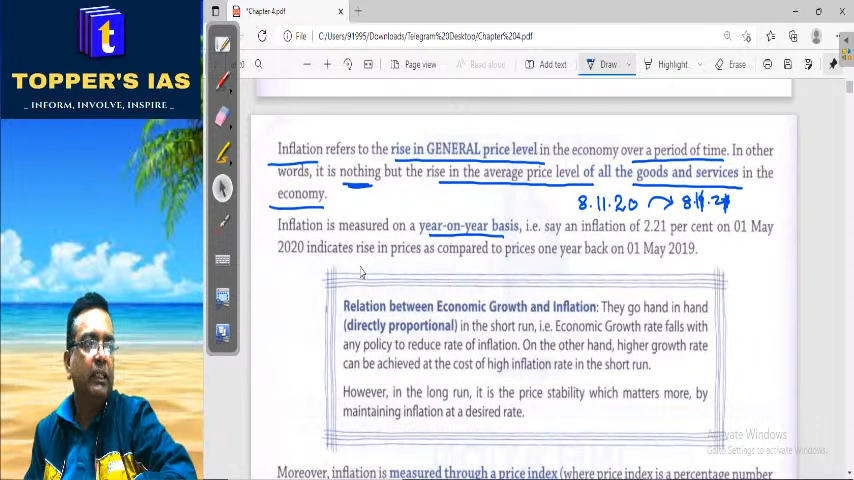 *Chapter 4.pdf
File
C:/Users/91995/Downloads/Telegram%20Desktop/Chapter%204.pdf
of 20
Page view
Read aloud
Add text
Draw
Highlight
Erase
t
TOPPER'S IAS
_ INFORM, INVOLVE, INSPIRE _
Inflation refers to the rise in GENERAL price level in the economy over a period of time. In other
words, it is nothing but the rise in the average price level of all the goods and services in the
economy.
8.11.20 → 8.11.21
Inflation is measured on a year-on-year basis, i.e. say an inflation of 2.21 per cent on 01 May
2020 indicates rise in prices as compared to prices one year back on 01 May 2019.
Relation between Economic Growth and Inflation: They go hand in hand
(directly proportional) in the short run, i.e. Economic Growth rate falls with
any policy to reduce rate of inflation. On the other hand, higher growth rate
can be achieved at the cost of high inflation rate in the short run.
However, in the long run, it is the price stability which matters more, by
maintaining inflation at a desired rate.
Activate Windows
Go to Settings to activate Windows.
Moreover, inflation is measured through a price index (where price index is a percentage number